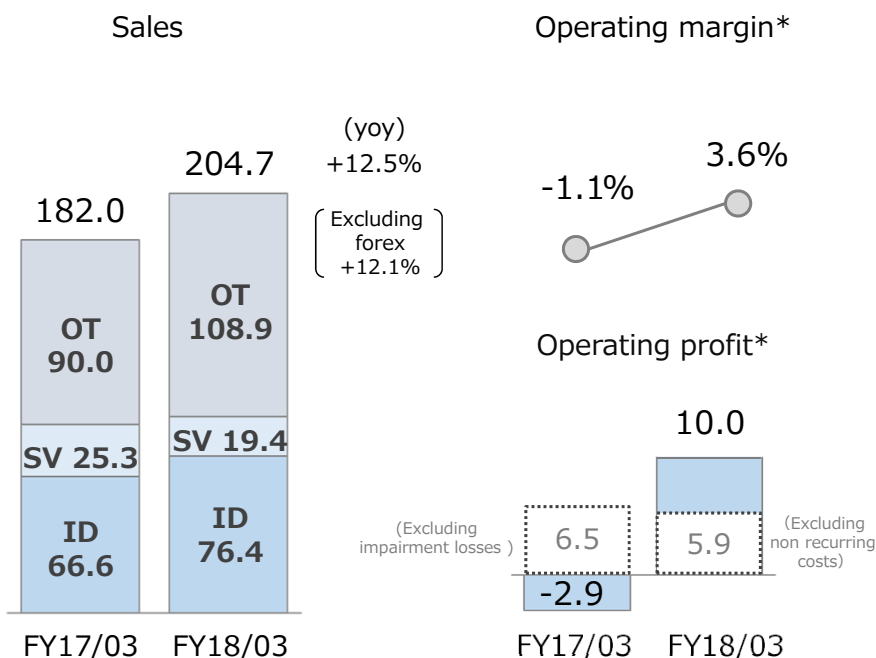 Sales
182.0
204.7
(yoy)
+12.5%
Excluding
forex
+12.1%
OT
90.0
SV 25.3
ID
66.6
OT
108.9
SV 19.4
ID
76.4
FY17/03
FY18/03
Operating margin*
-1.1%
3.6%
Operating profit*
10.0
(Excluding
impairment losses )
6.5
5.9
(Excluding
non recurring
costs)
-2.9
FY17/03
FY18/03